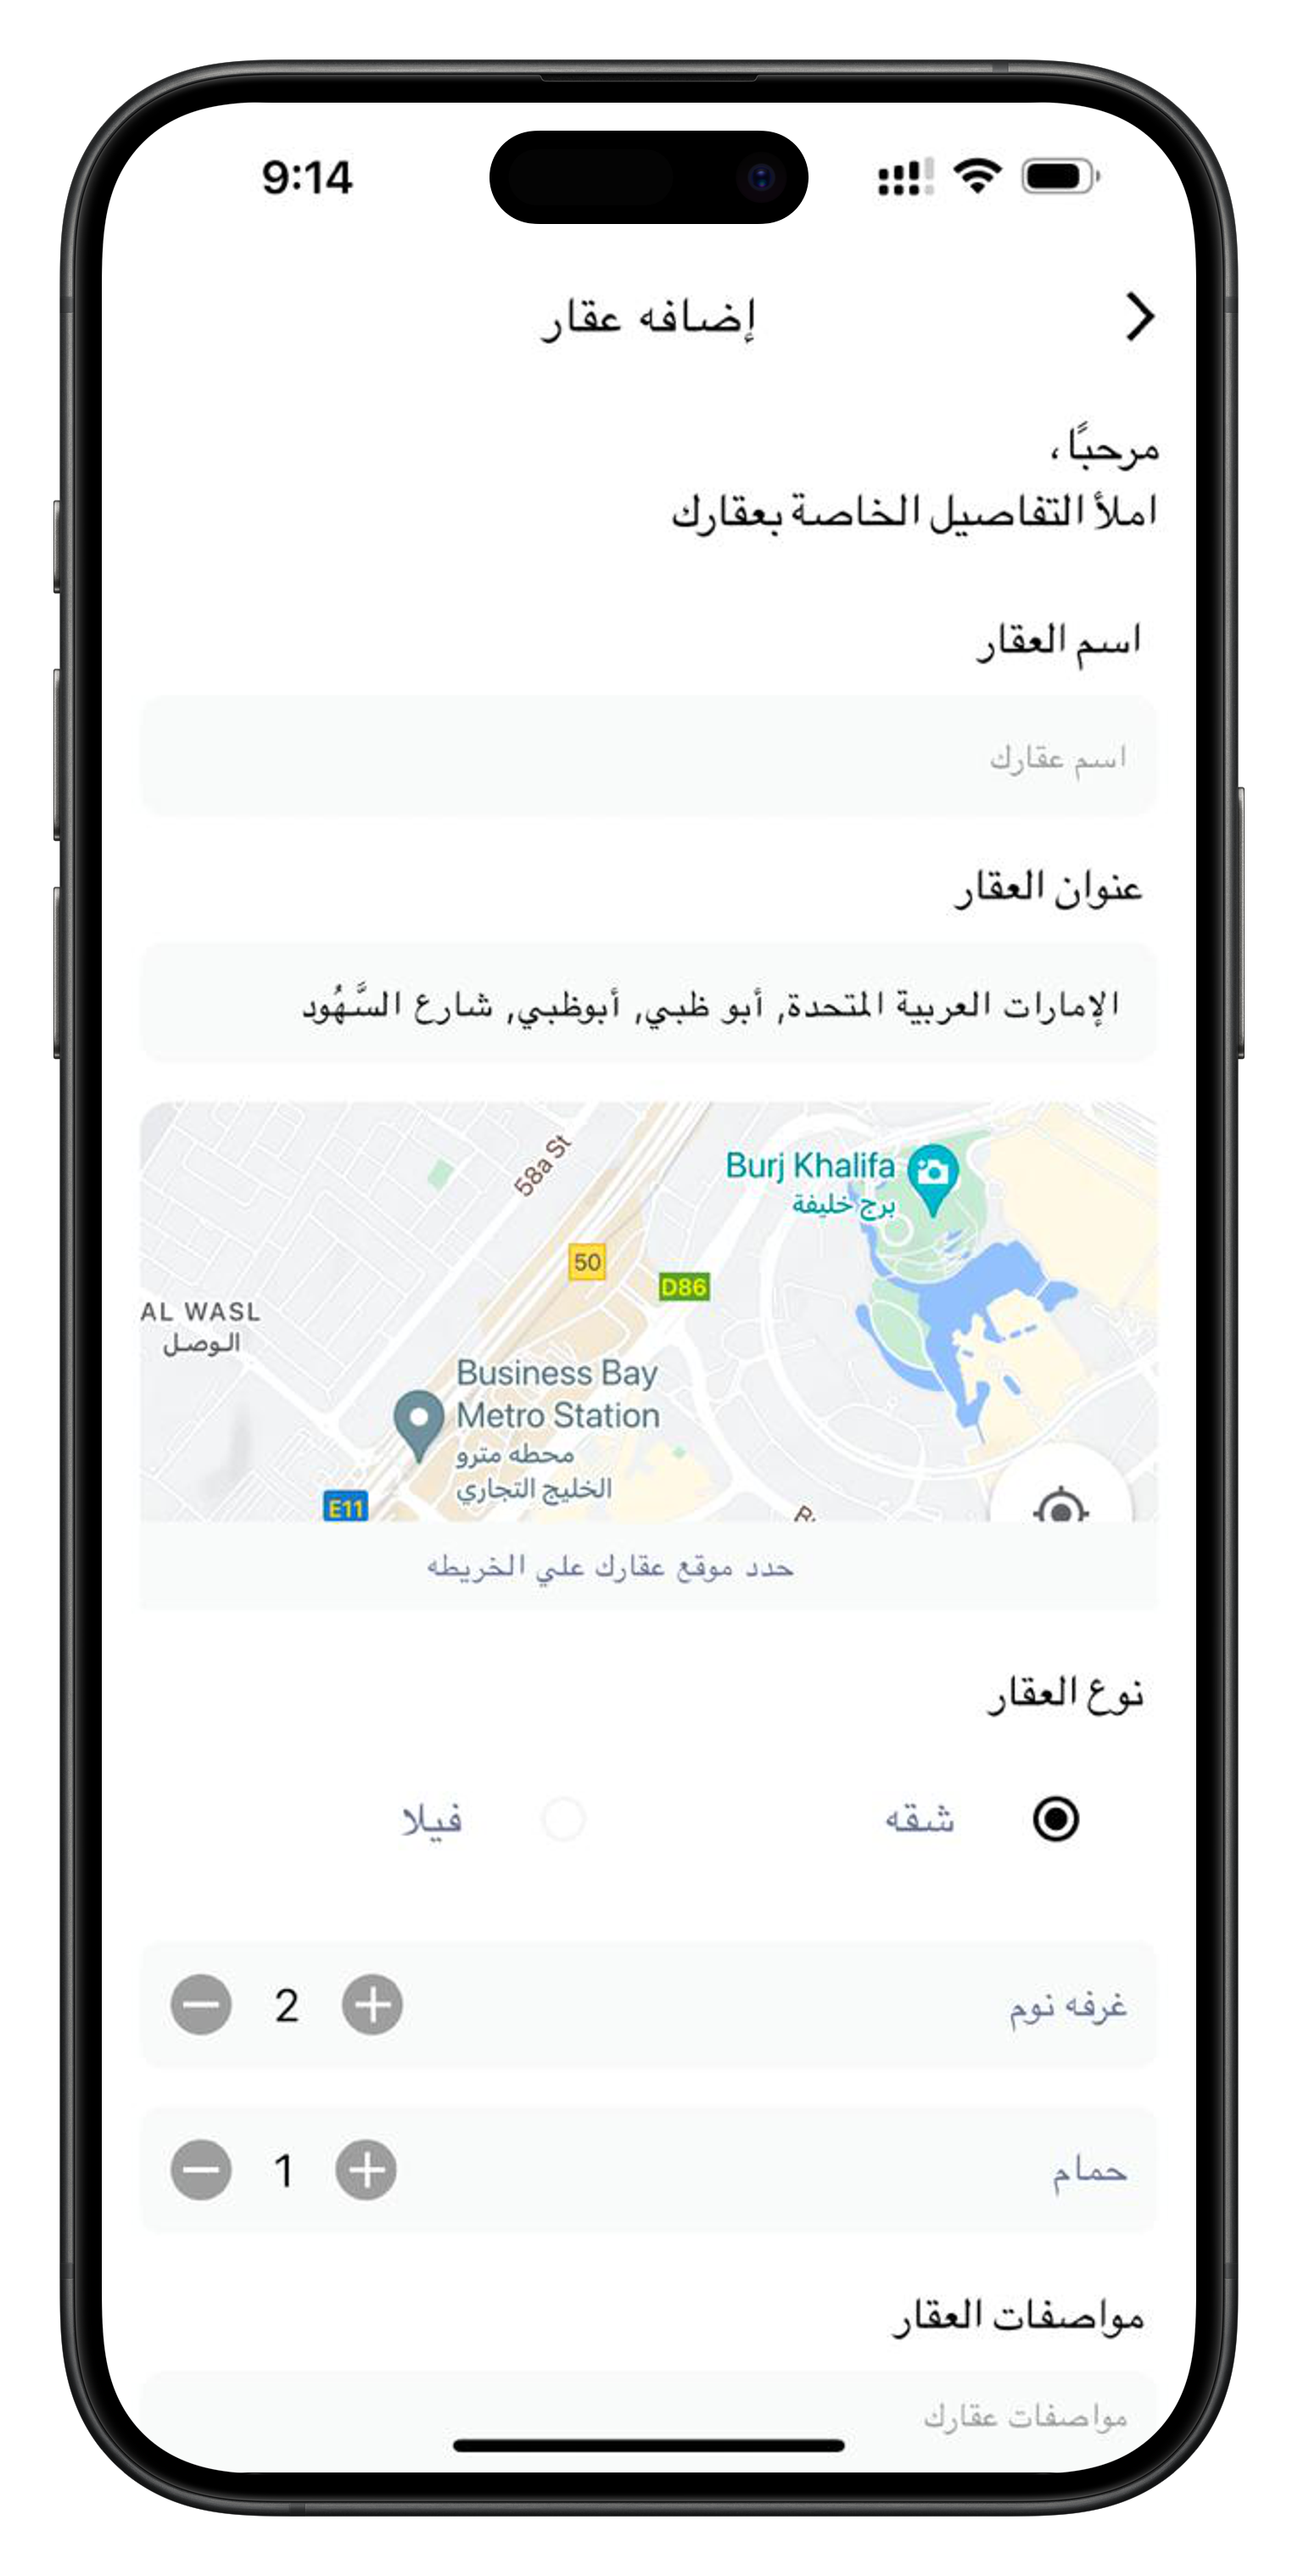 9:14
إضافه عقار
مرحبًا ،
املأ التفاصيل الخاصة بعقارك
اسم العقار
اسم عقارك
عنوان العقار
الإمارات العربية المتحدة, أبو ظبي, أبوظبي, شارع السَّهُود
58a St
Burj Khalifa
برج خليفة
50
D86
AL WASL
الوصل
Business Bay
Metro Station
محطه مترو
الخليج التجاري
E11
حدد موقع عقارك علي الخريطه
نوع العقار
شقه
فيلا
غرفه نوم
2
حمام
1
مواصفات العقار
مواصفات عقارك